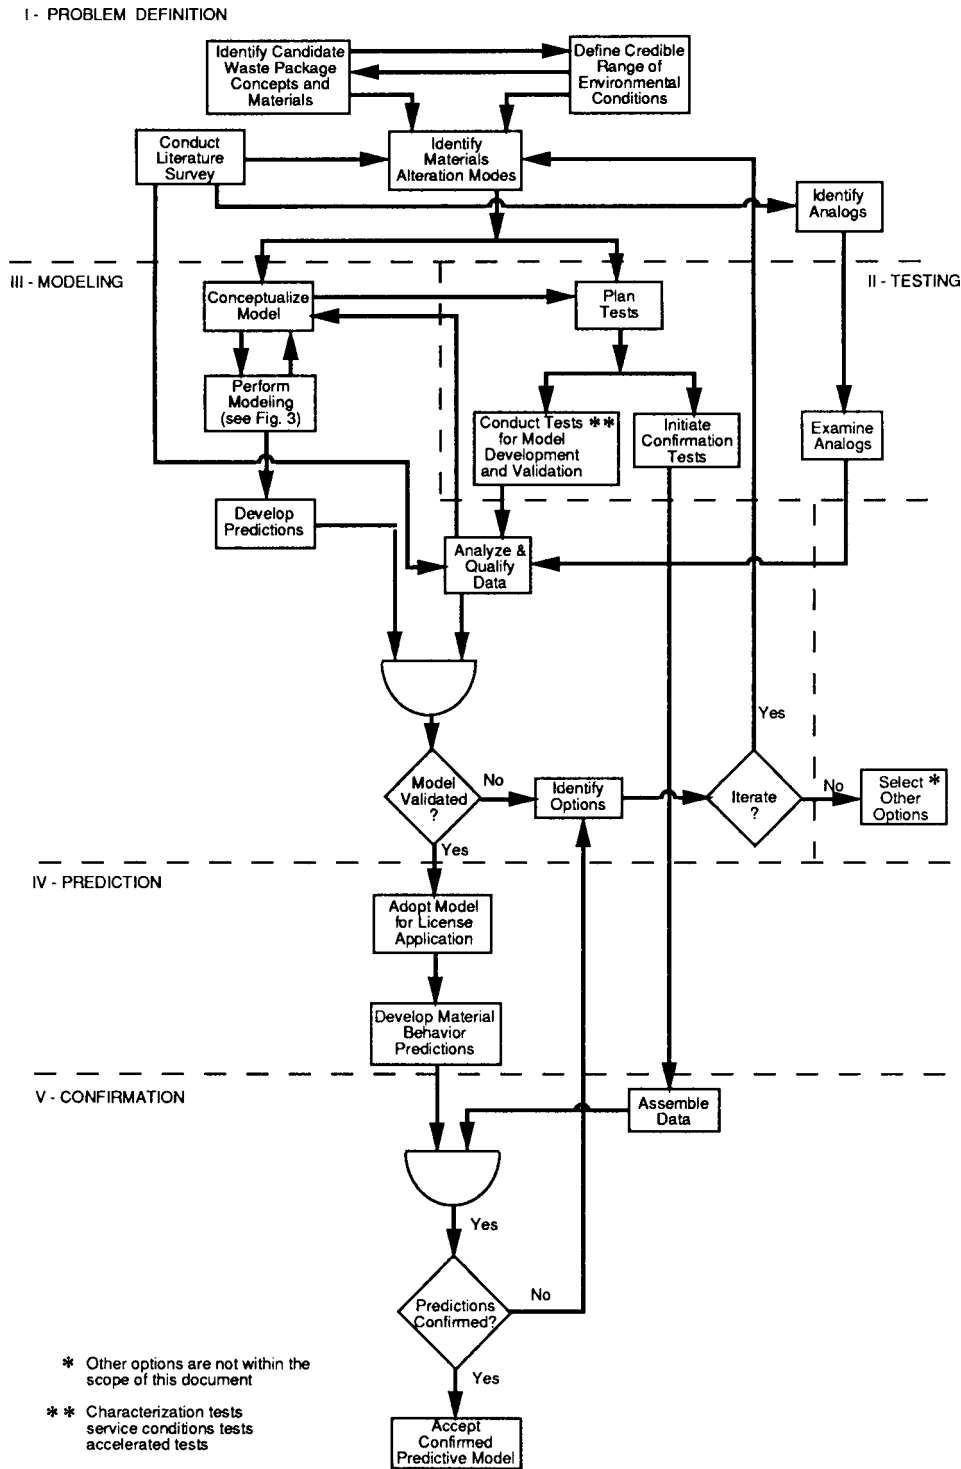 I - PROBLEM DEFINITION
Identify Candidate
Waste Package
Concepts and
Materials
Define Credible
Range of
Environmental
Conditions
Conduct
Literature
Survey
Identify
Materials
Alteration Modes
Identify
Analogs
III - MODELING
II - TESTING
Conceptualize
Model
Plan
Tests
Perform
Modeling
(see Fig. 3)
Conduct Tests **
for Model
Development
and Validation
Initiate
Confirmation
Tests
Examine
Analogs
Develop
Predictions
Analyze &
Qualify
Data
Yes
Model
Validated
?
No
Identify
Options
Iterate
?
No
Select *
Other
Options
Yes
IV - PREDICTION
Adopt Model
for License
Application
Develop Material
Behavior
Predictions
V - CONFIRMATION
Assemble
Data
Yes
Predictions
Confirmed?
No
Yes
Accept
Confirmed
Predictive Model
* Other options are not within the
scope of this document
** Characterization tests
service conditions tests
accelerated tests